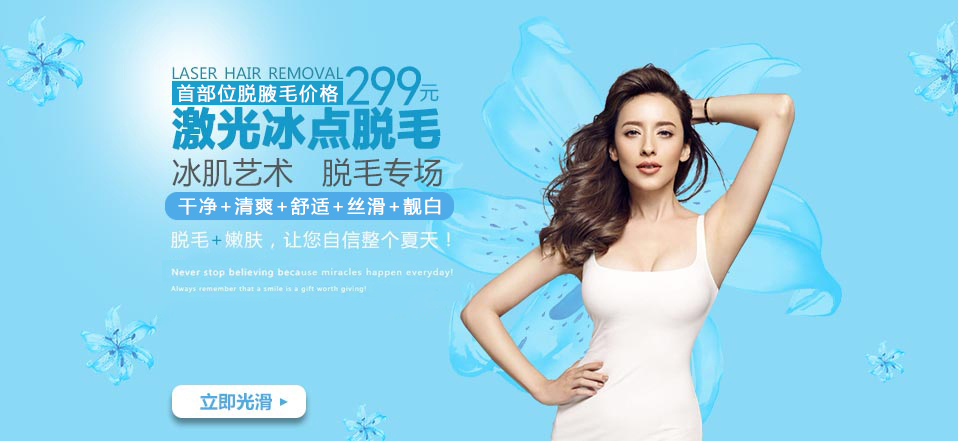 LASER HAIR REMOVAL
首部位脱腋毛价格299元
激光冰点脱毛
冰肌艺术 脱毛专场
干净+清爽+舒适+丝滑+靓白
脱毛+嫩肤，让您自信整个夏天！
Never stop believing because miracles happen everyday!
Always remember that a smile is a gift worth giving!
立即光滑